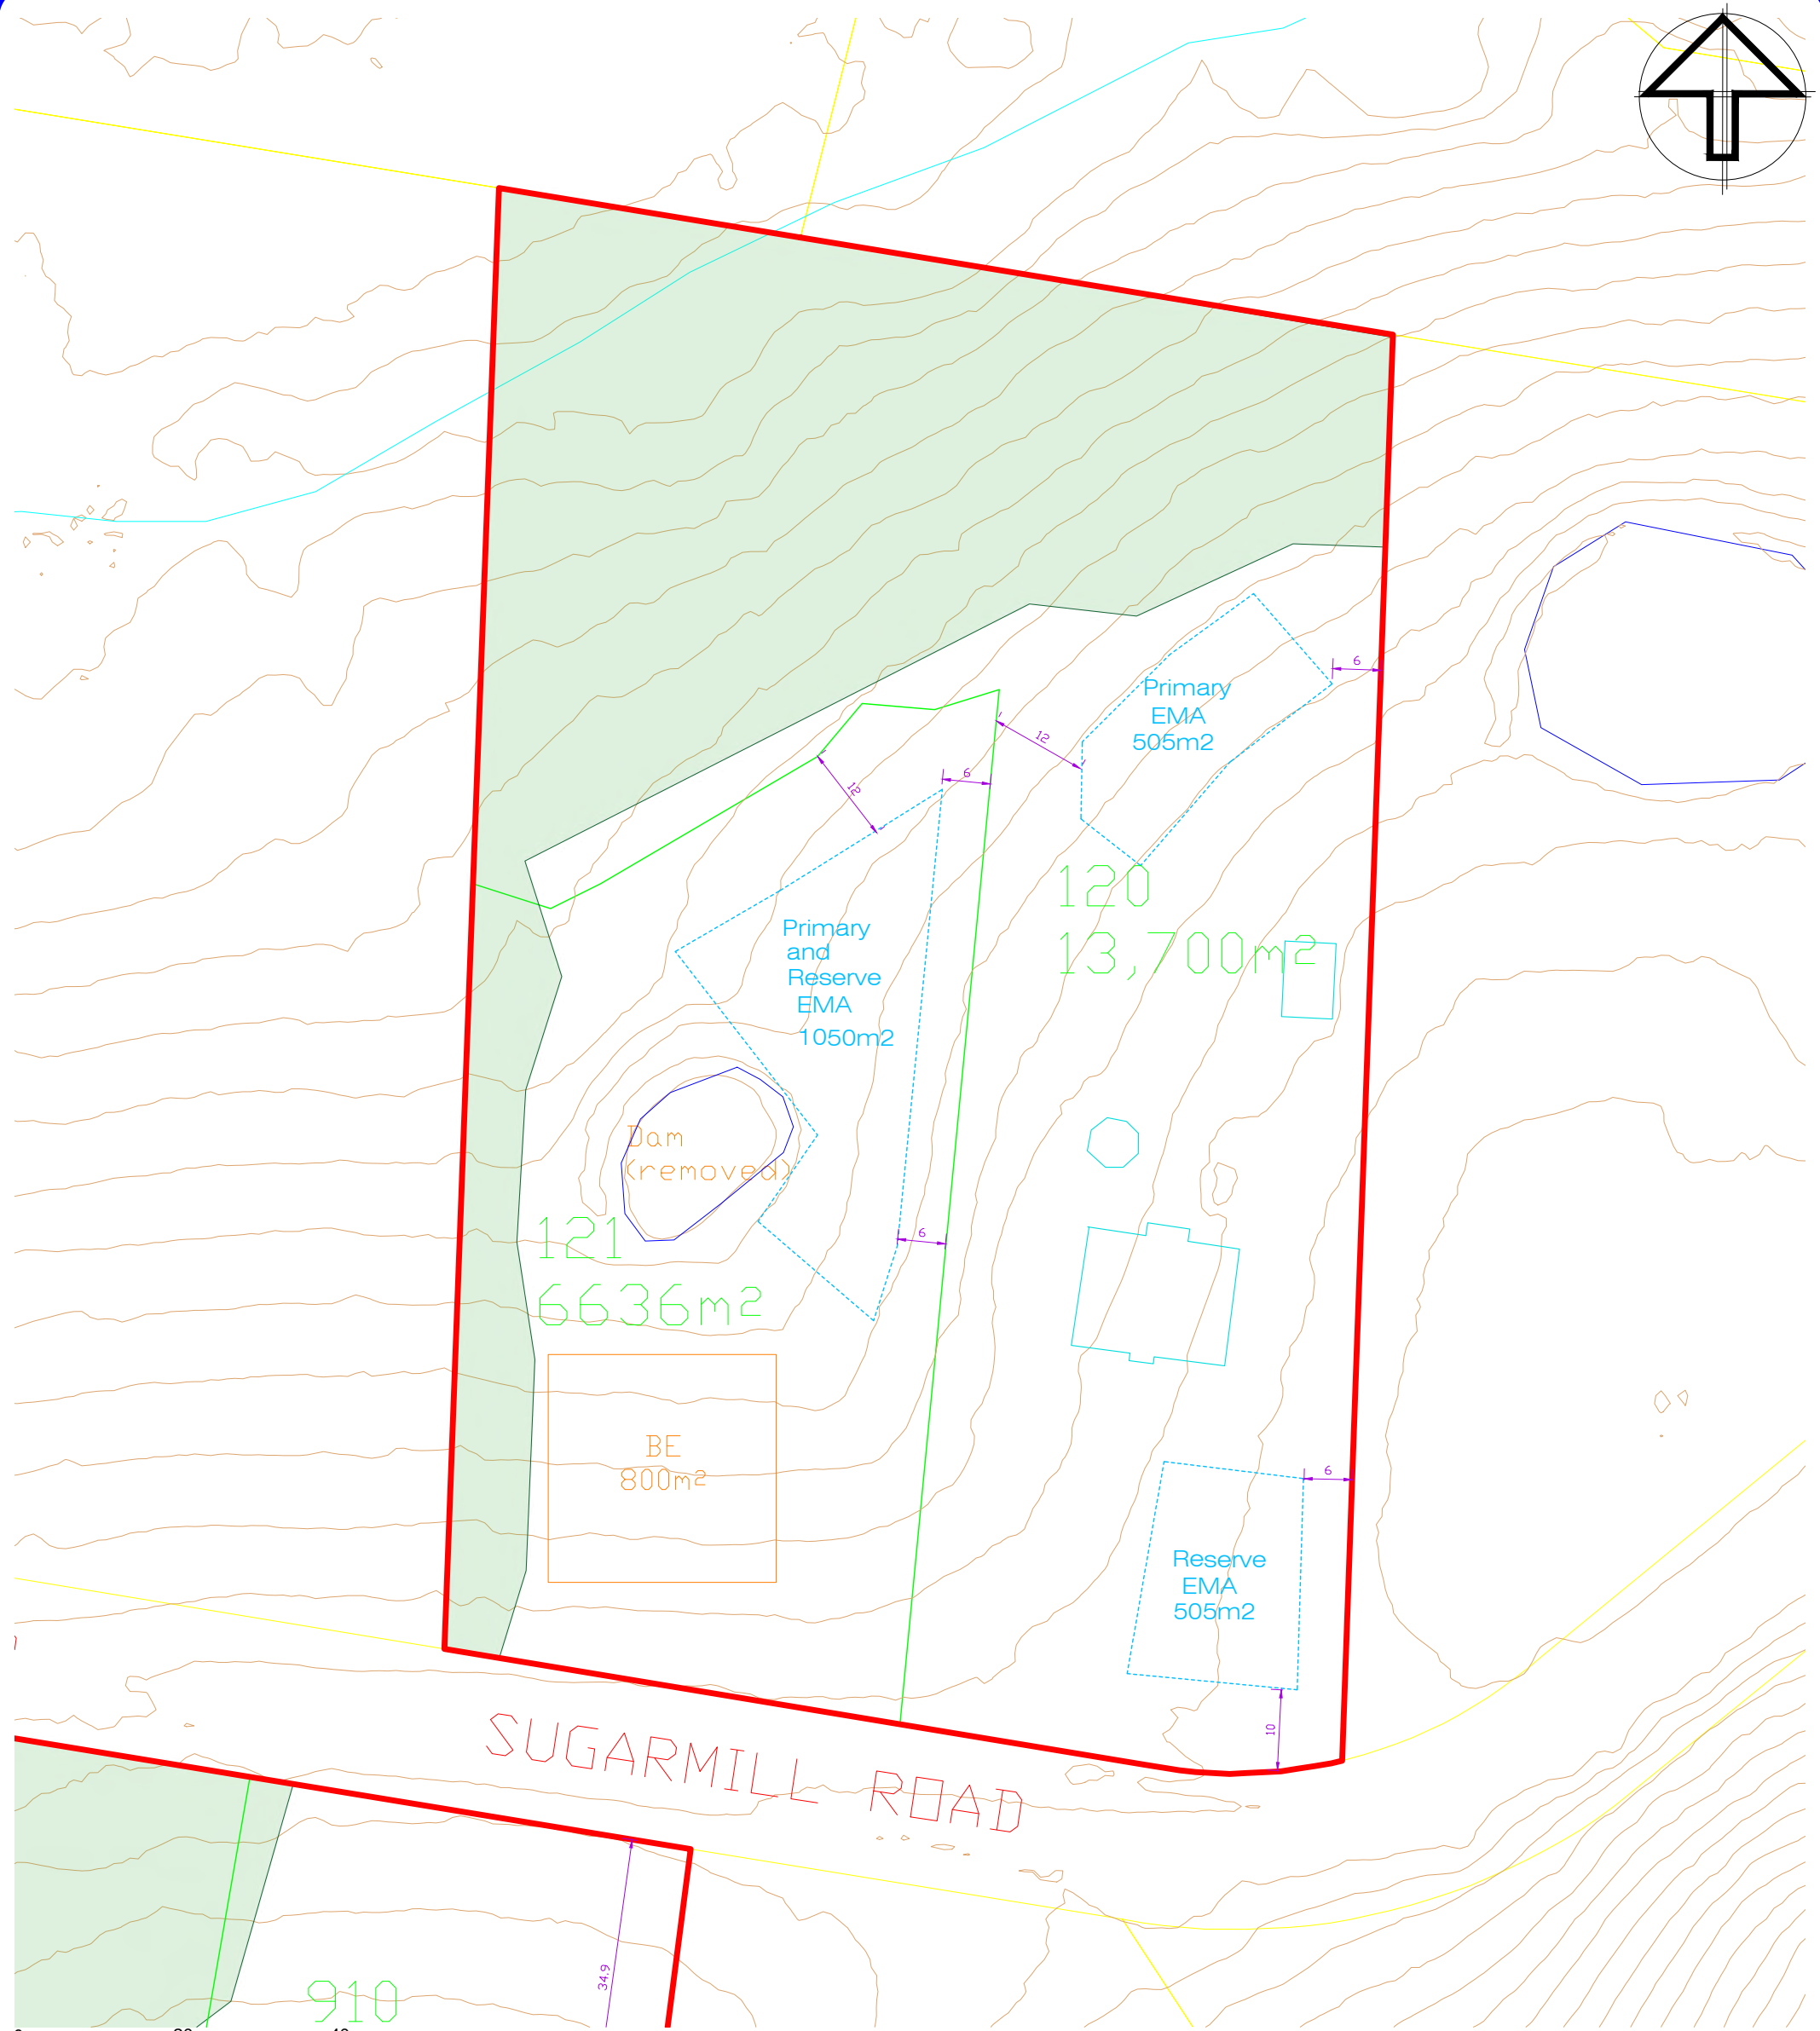 Primary
EMA
505m2
6
12
6
12
120
13,700m2
Primary
and
Reserve
EMA
1050m2
Dam
(removed)
121
6636m2
6
BE
800m2
6
Reserve
EMA
505m2
10
SUGARMILL ROAD
34.9
910